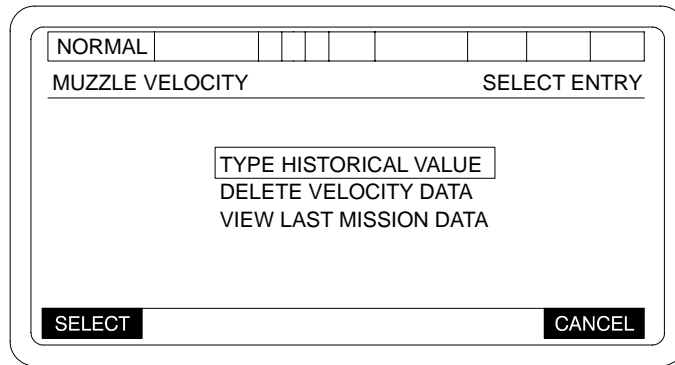 NORMAL
MUZZLE VELOCITY SELECT ENTRY
TYPE HISTORICAL VALUE
DELETE VELOCITY DATA
VIEW LAST MISSION DATA
SELECT CANCEL